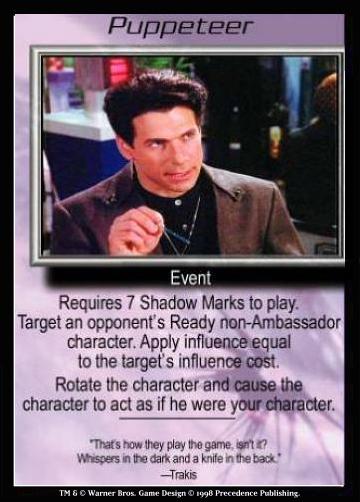 Puppeteer
Event
Requires 7 Shadow Marks to play.
Target an opponent's Ready non-Ambassador
character. Apply influence equal
to the target's influence cost.
Rotate the character and cause the
character to act as if he were your character.
"That's how they play the game, isn't it?
Whispers in the dark and a knife in the back."
—Trakis
TM & © Warner Bros. Game Design © 1998 Precedence Publishing.